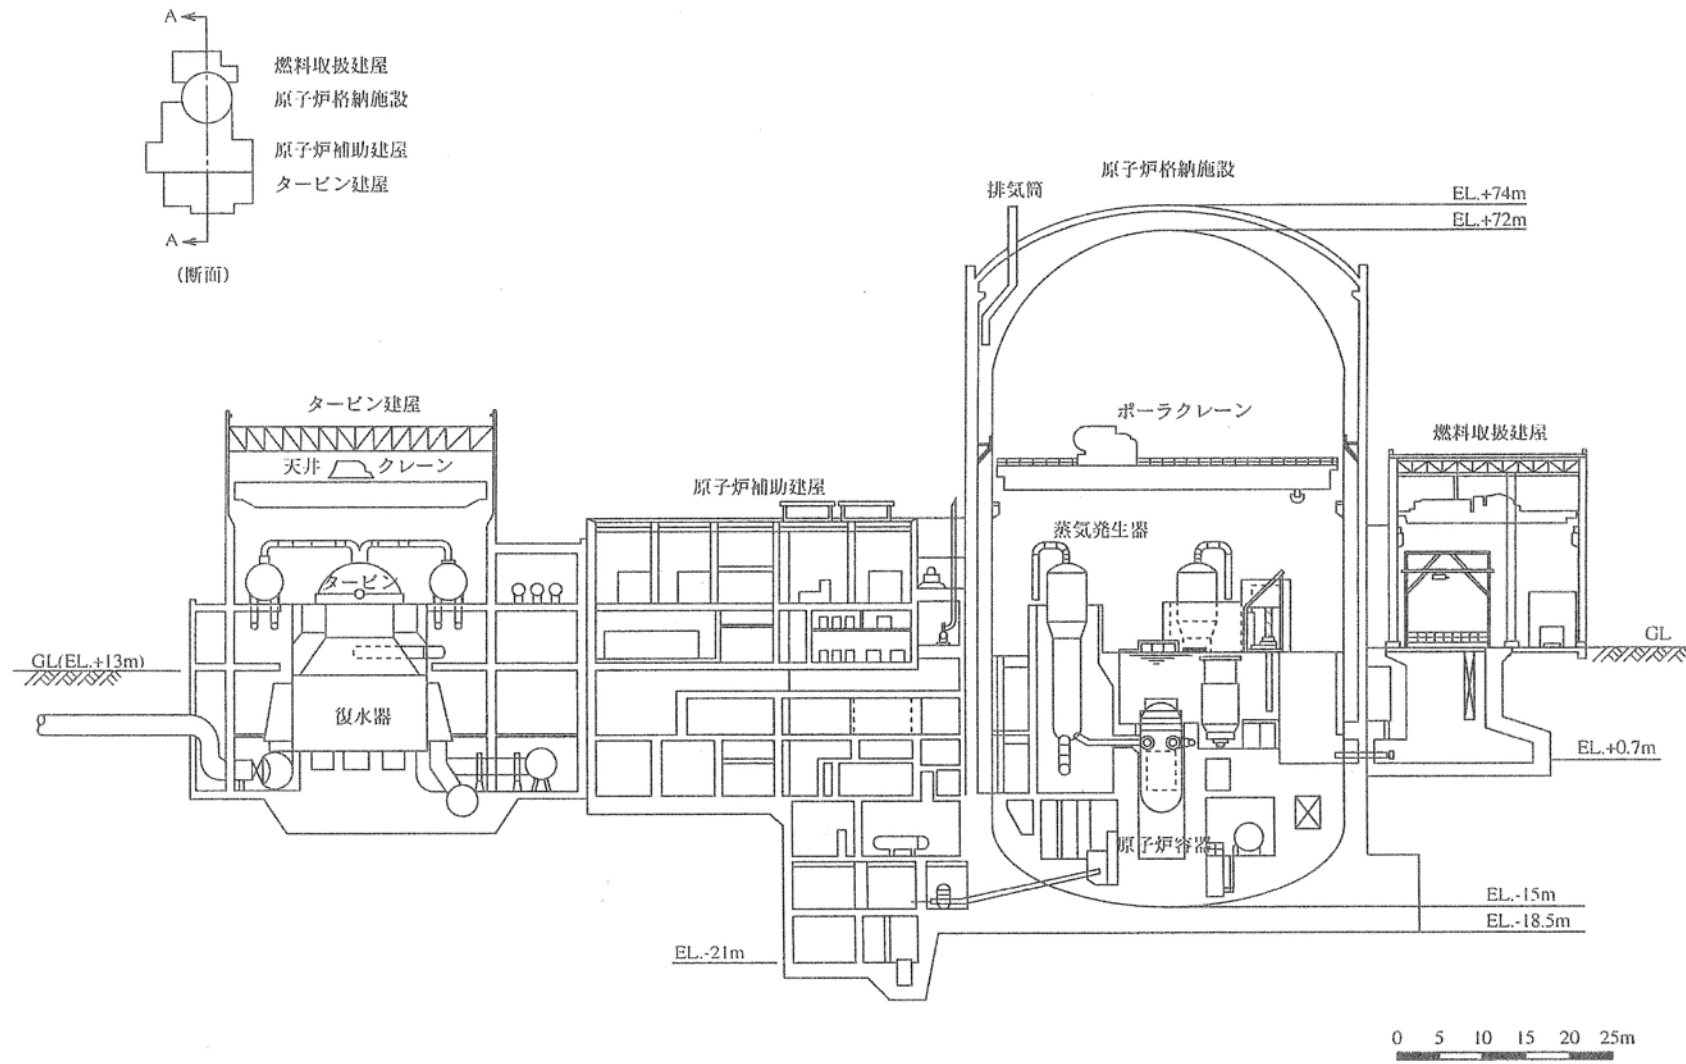 A
燃料取扱建屋
原子炉格納施設
原子炉補助建屋
タービン建屋
A
(断面)
原子炉格納施設
排気筒
EL.+74m
EL.+72m
タービン建屋
ポーラクレーン
燃料取扱建屋
天井
クレーン
原子炉補助建屋
蒸気発生器
タービン
GL
GL(EL.+13m)
復水器
EL.+0.7m
原子炉容器
EL.-15m
EL.-18.5m
EL.-21m
0 5 10 15 20 25m